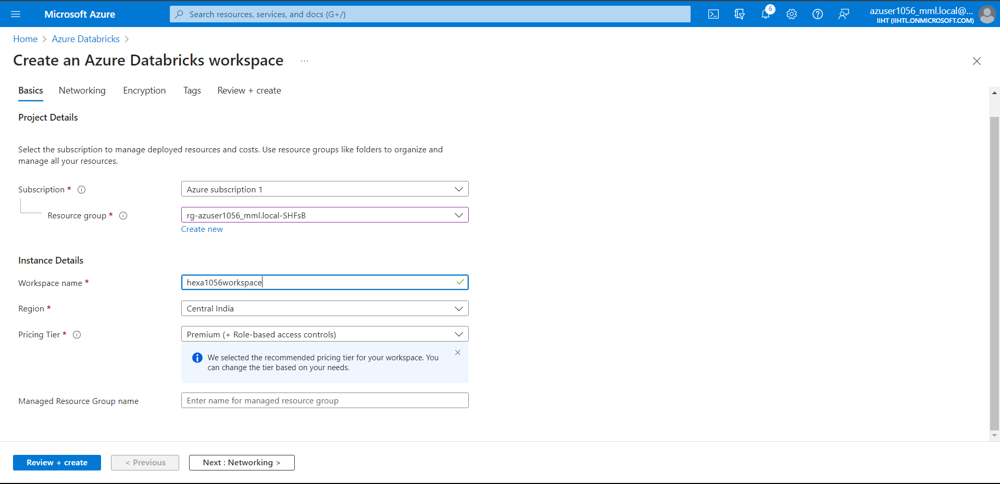 Microsoft Azure
Search resources, services, and docs (G+/)
6
azuser1056_mml.local@...
IIHT (IIHTL.ONMICROSOFT.COM)
Home > Azure Databricks >
Create an Azure Databricks workspace ...
Basics Networking Encryption Tags Review + create
Project Details
Select the subscription to manage deployed resources and costs. Use resource groups like folders to organize and
manage all your resources.
Subscription * Azure subscription 1
Resource group * rg-azuser1056_mml.local-SHFsB
Create new
Instance Details
Workspace name * hexa1056workspace
Region * Central India
Pricing Tier * Premium (+ Role-based access controls)
We selected the recommended pricing tier for your workspace. You
can change the tier based on your needs.
Managed Resource Group name Enter name for managed resource group
Review + create < Previous Next : Networking >